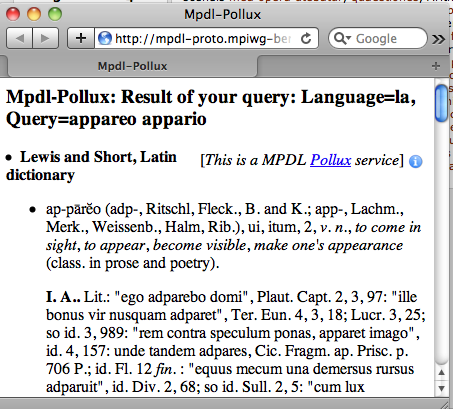 Mpdl-Pollux
http://mpdl-proto.mpiwg-ber
Google
Mpdl-Pollux
Mpdl-Pollux: Result of your query: Language=la,
Query=appareo appario
Lewis and Short, Latin
dictionary
[This is a MPDL Pollux service]
ap-pārĕo (adp-, Ritschl, Fleck., B. and K.; app-, Lachm.,
Merk., Weissenb., Halm, Rib.), ui, itum, 2, v. n., to come in
sight, to appear, become visible, make one's appearance
(class. in prose and poetry).
I. A.. Lit.: "ego adparebo domi", Plaut. Capt. 2, 3, 97: "ille
bonus vir nusquam adparet", Ter. Eun. 4, 3, 18; Lucr. 3, 25;
so id. 3, 989: "rem contra speculum ponas, apparet imago",
id. 4, 157: unde tandem adpares, Cic. Fragm. ap. Prisc. p.
706 P.; id. Fl. 12 fin. : "equus mecum una demersus rursus
adparuit", id. Div. 2, 68; so id. Sull. 2, 5: "cum lux